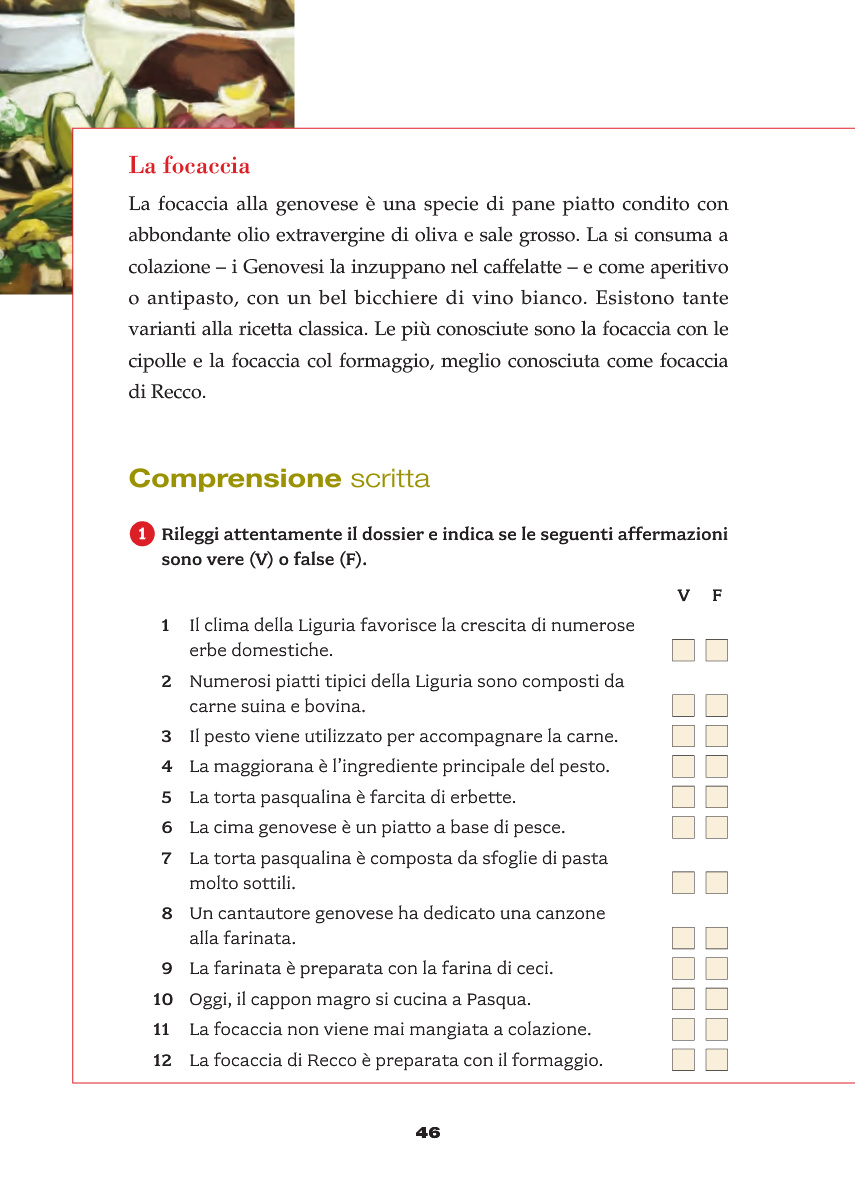 La focaccia
La focaccia alla genovese è una specie di pane piatto condito con
abbondante olio extravergine di oliva e sale grosso. La si consuma a
colazione – i Genovesi la inzuppano nel caffelatte – e come aperitivo
o antipasto, con un bel bicchiere di vino bianco. Esistono tante
varianti alla ricetta classica. Le più conosciute sono la focaccia con le
cipolle e la focaccia col formaggio, meglio conosciuta come focaccia
di Recco.
Comprensione scritta
1 Rileggi attentamente il dossier e indica se le seguenti affermazioni
sono vere (V) o false (F).
V F
1 Il clima della Liguria favorisce la crescita di numerose
erbe domestiche.
2 Numerosi piatti tipici della Liguria sono composti da
carne suina e bovina.
3 Il pesto viene utilizzato per accompagnare la carne.
4 La maggiorana è l'ingrediente principale del pesto.
5 La torta pasqualina è farcita di erbette.
6 La cima genovese è un piatto a base di pesce.
7 La torta pasqualina è composta da sfoglie di pasta
molto sottili.
8 Un cantautore genovese ha dedicato una canzone
alla farinata.
9 La farinata è preparata con la farina di ceci.
10 Oggi, il cappon magro si cucina a Pasqua.
11 La focaccia non viene mai mangiata a colazione.
12 La focaccia di Recco è preparata con il formaggio.
46